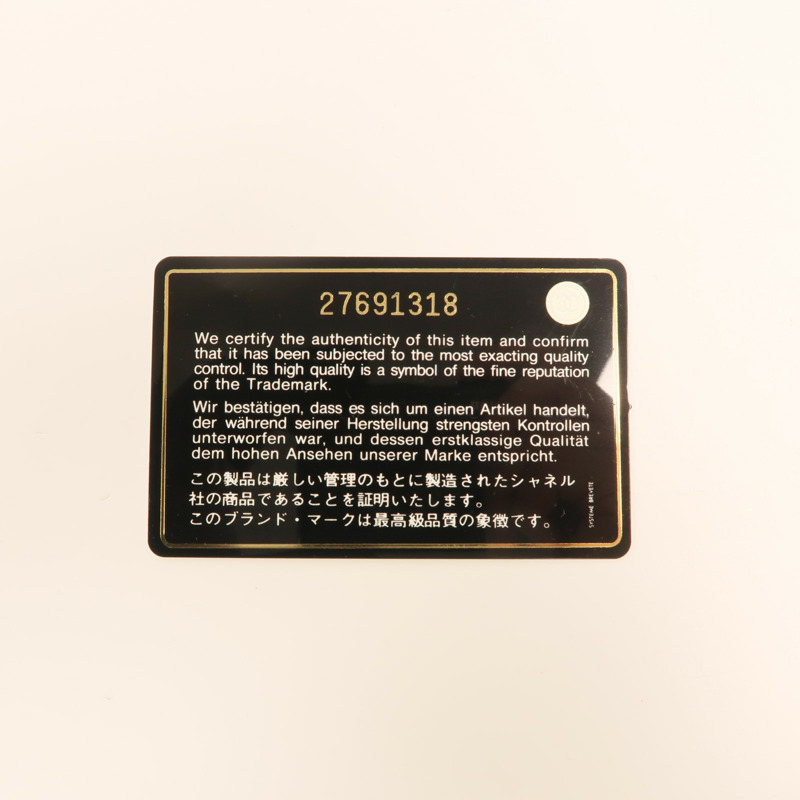 27691318
We certify the authenticity of this item and confirm
that it has been subjected to the most exacting quality
control. Its high quality is a symbol of the fine reputation
of the Trademark.
Wir bestätigen, dass es sich um einen Artikel handelt,
der während seiner Herstellung strengsten Kontrollen
unterworfen war, und dessen erstklassige Qualität
dem hohen Ansehen unserer Marke entspricht.
この製品は厳しい管理のもとに製造されたシャネル
社の商品であることを証明いたします。
このブランド・マークは最高級品質の象徴です。
SYSTEME BREVETE